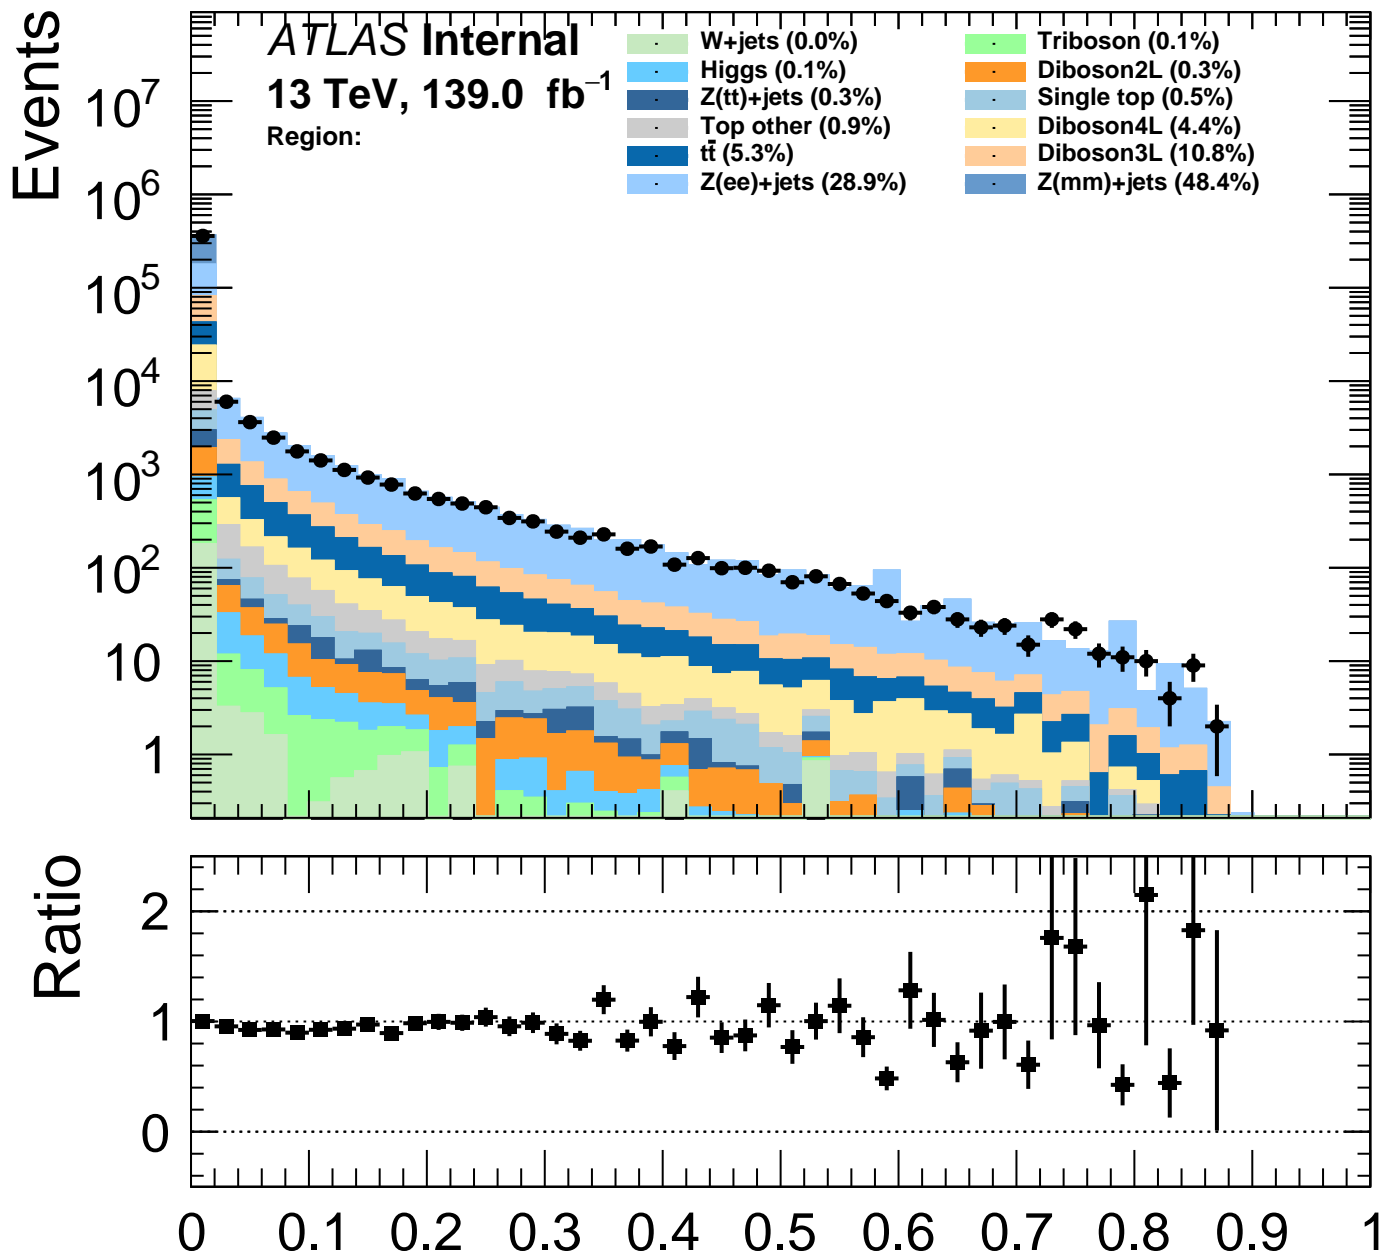 ATLAS Internal
13 TeV, 139.0 fb⁻¹
Region:
W+jets (0.0%)
Higgs (0.1%)
Z(tt)+jets (0.3%)
Top other (0.9%)
tt̄ (5.3%)
Z(ee)+jets (28.9%)
Triboson (0.1%)
Diboson2L (0.3%)
Single top (0.5%)
Diboson4L (4.4%)
Diboson3L (10.8%)
Z(mm)+jets (48.4%)
Events
10⁷
10⁶
10⁵
10⁴
10³
10²
10
1
Ratio
2
1
0
0 0.1 0.2 0.3 0.4 0.5 0.6 0.7 0.8 0.9 1